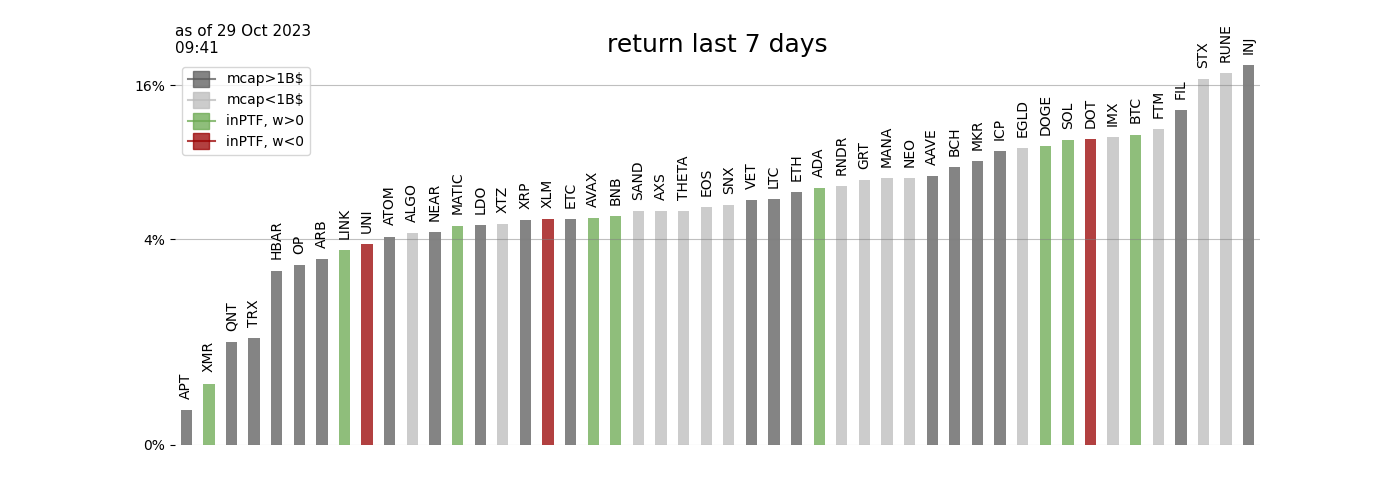 as of 29 Oct 2023
09:41
return last 7 days
mcap>1B$
mcap<1B$
inPTF, w>0
inPTF, w<0
16%
4%
0%
APT
XMR
QNT
TRX
HBAR
OP
ARB
LINK
UNI
ATOM
ALGO
NEAR
MATIC
LDO
XTZ
XRP
XLM
ETC
AVAX
BNB
SAND
AXS
THETA
EOS
SNX
VET
LTC
ETH
ADA
RNDR
GRT
MANA
NEO
AAVE
BCH
MKR
ICP
EGLD
DOGE
SOL
DOT
IMX
BTC
FTM
FIL
STX
RUNE
INJ